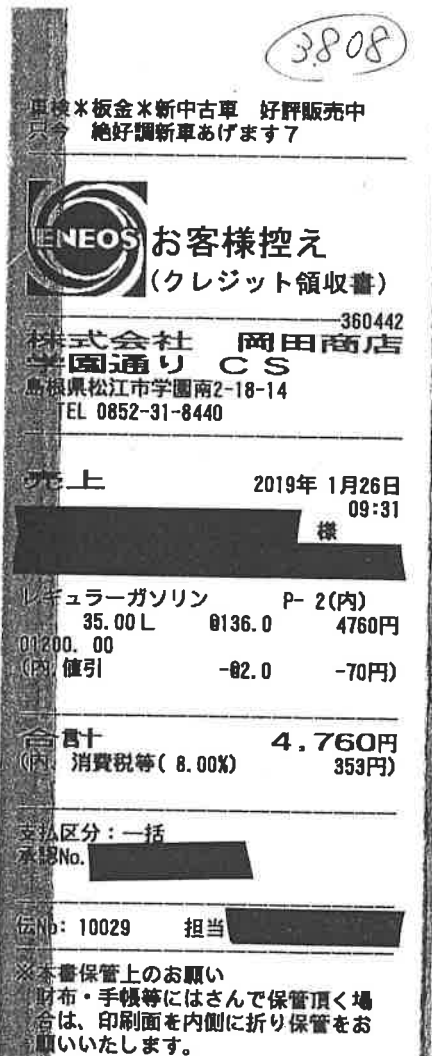 3808
車検*板金*新中古車 好評販売中
只今 絶好調新車あげます7
ENEOS
お客様控え
(クレジット領収書)
360442
株式会社 岡田商店
学園通りCS
島根県松江市学園南2-18-14
TEL 0852-31-8440
売上 2019年 1月26日
09:31
様
レギュラーガソリン P- 2(内)
35.00L @136.0 4760円
01200. 00
(内、値引 -@2.0 -70円)
合計 4,760円
(内、消費税等( 8.00%) 353円)
支払区分:一括
承認No.
伝No: 10029 担当
※本書保管上のお願い
財布・手帳等にはさんで保管頂く場
合は、印刷面を内側に折り保管をお
願いいたします。